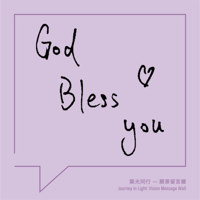 God
Bless ♡
you
與光同行 — 願景留言牆
Journey in Light: Vision Message Wall